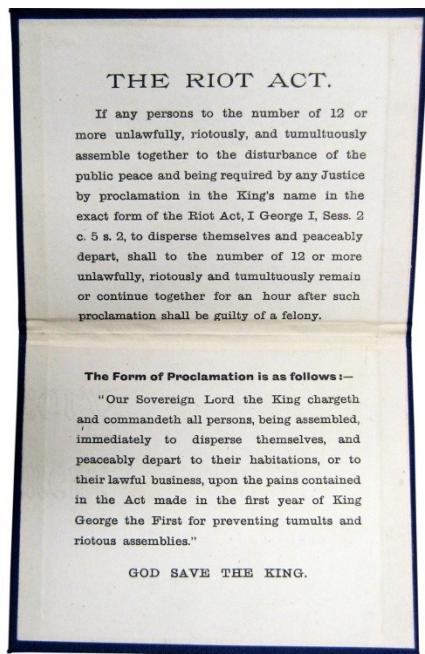 THE RIOT ACT.
If any persons to the number of 12 or
more unlawfully, riotously, and tumultuously
assemble together to the disturbance of the
public peace and being required by any Justice
by proclamation in the King's name in the
exact form of the Riot Act, I George I, Sess. 2
c. 5 s. 2, to disperse themselves and peaceably
depart, shall to the number of 12 or more
unlawfully, riotously and tumultuously remain
or continue together for an hour after such
proclamation shall be guilty of a felony.
The Form of Proclamation is as follows:—
"Our Sovereign Lord the King chargeth
and commandeth all persons, being assembled,
immediately to disperse themselves, and
peaceably depart to their habitations, or to
their lawful business, upon the pains contained
in the Act made in the first year of King
George the First for preventing tumults and
riotous assemblies."
GOD SAVE THE KING.